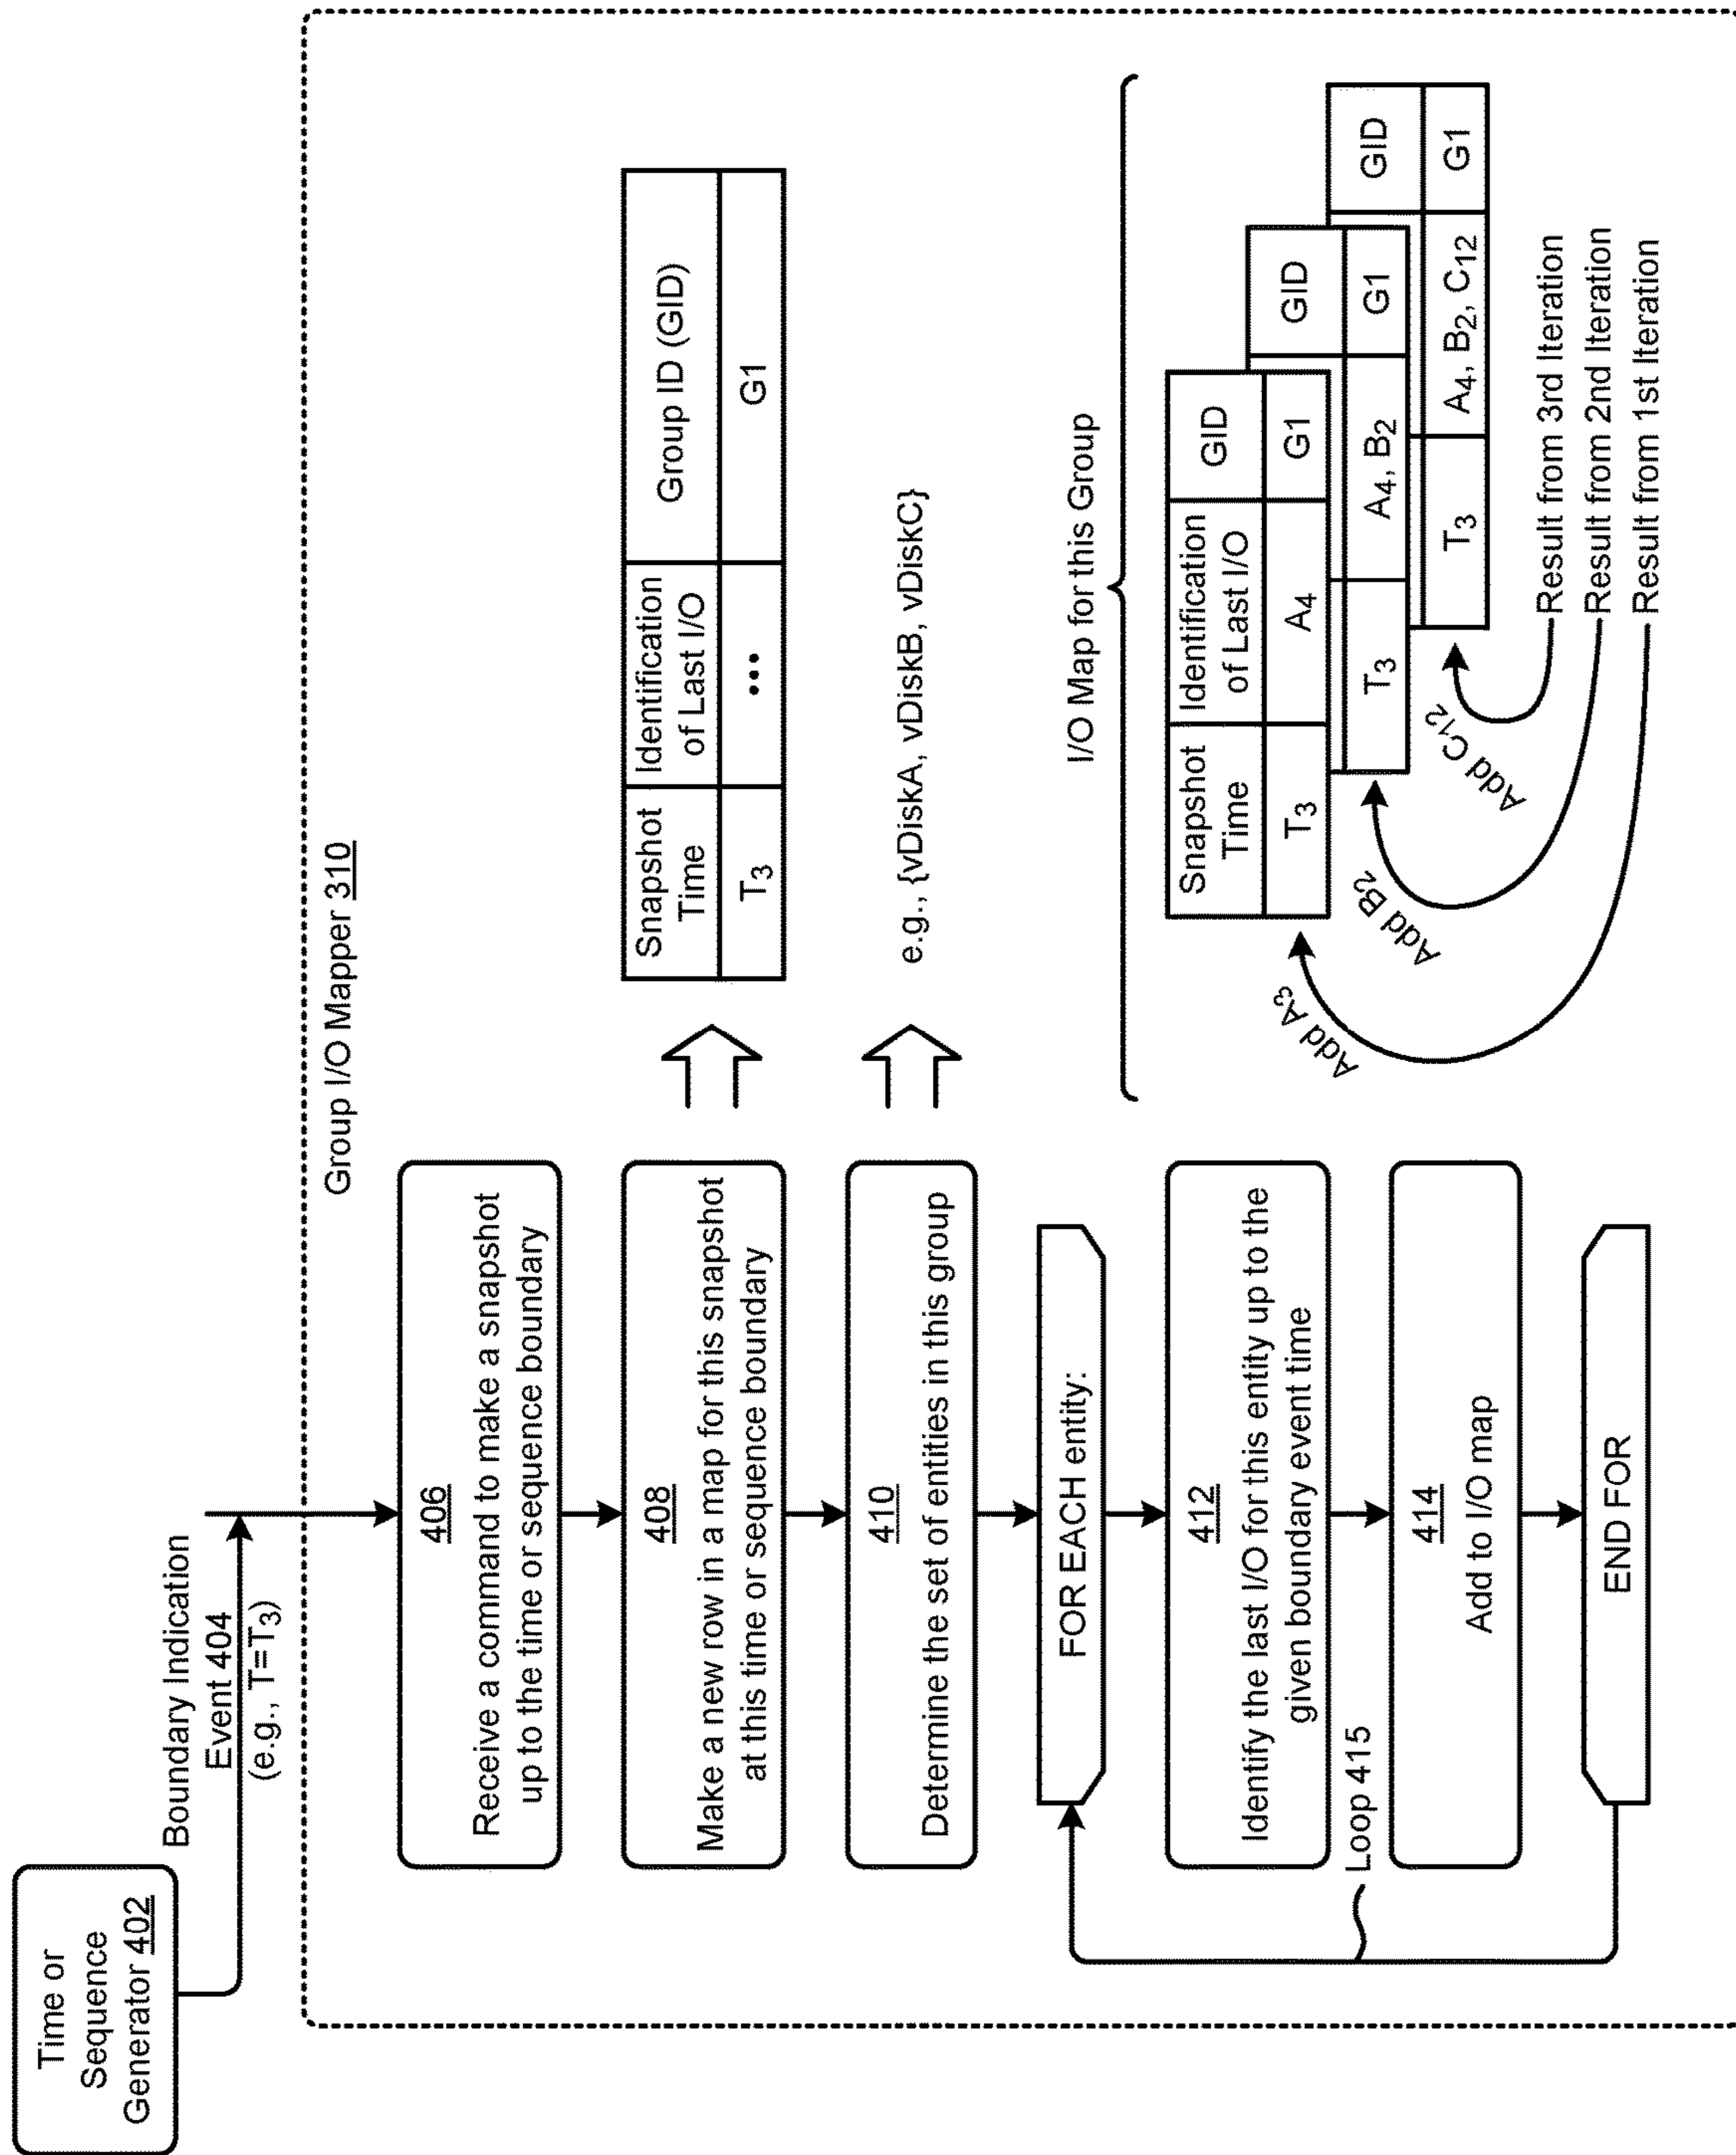 Time or
Sequence
Generator 402
Boundary Indication
Event 404
(e.g., T=T3)
Group I/O Mapper 310
406
Receive a command to make a snapshot
up to the time or sequence boundary
408
Make a new row in a map for this snapshot
at this time or sequence boundary
Snapshot
Time
Identification
of Last I/O
Group ID (GID)
T3
...
G1
410
Determine the set of entities in this group
e.g., {vDiskA, vDiskB, vDiskC}
FOR EACH entity:
412
Identify the last I/O for this entity up to the
given boundary event time
Loop 415
414
Add to I/O map
END FOR
I/O Map for this Group
Snapshot
Time
Identification
of Last I/O
GID
T3
A4
G1
GID
T3
A4, B2
G1
GID
T3
A4, B2, C12
G1
Add A3
Add B2
Add C12
Result from 3rd Iteration
Result from 2nd Iteration
Result from 1st Iteration